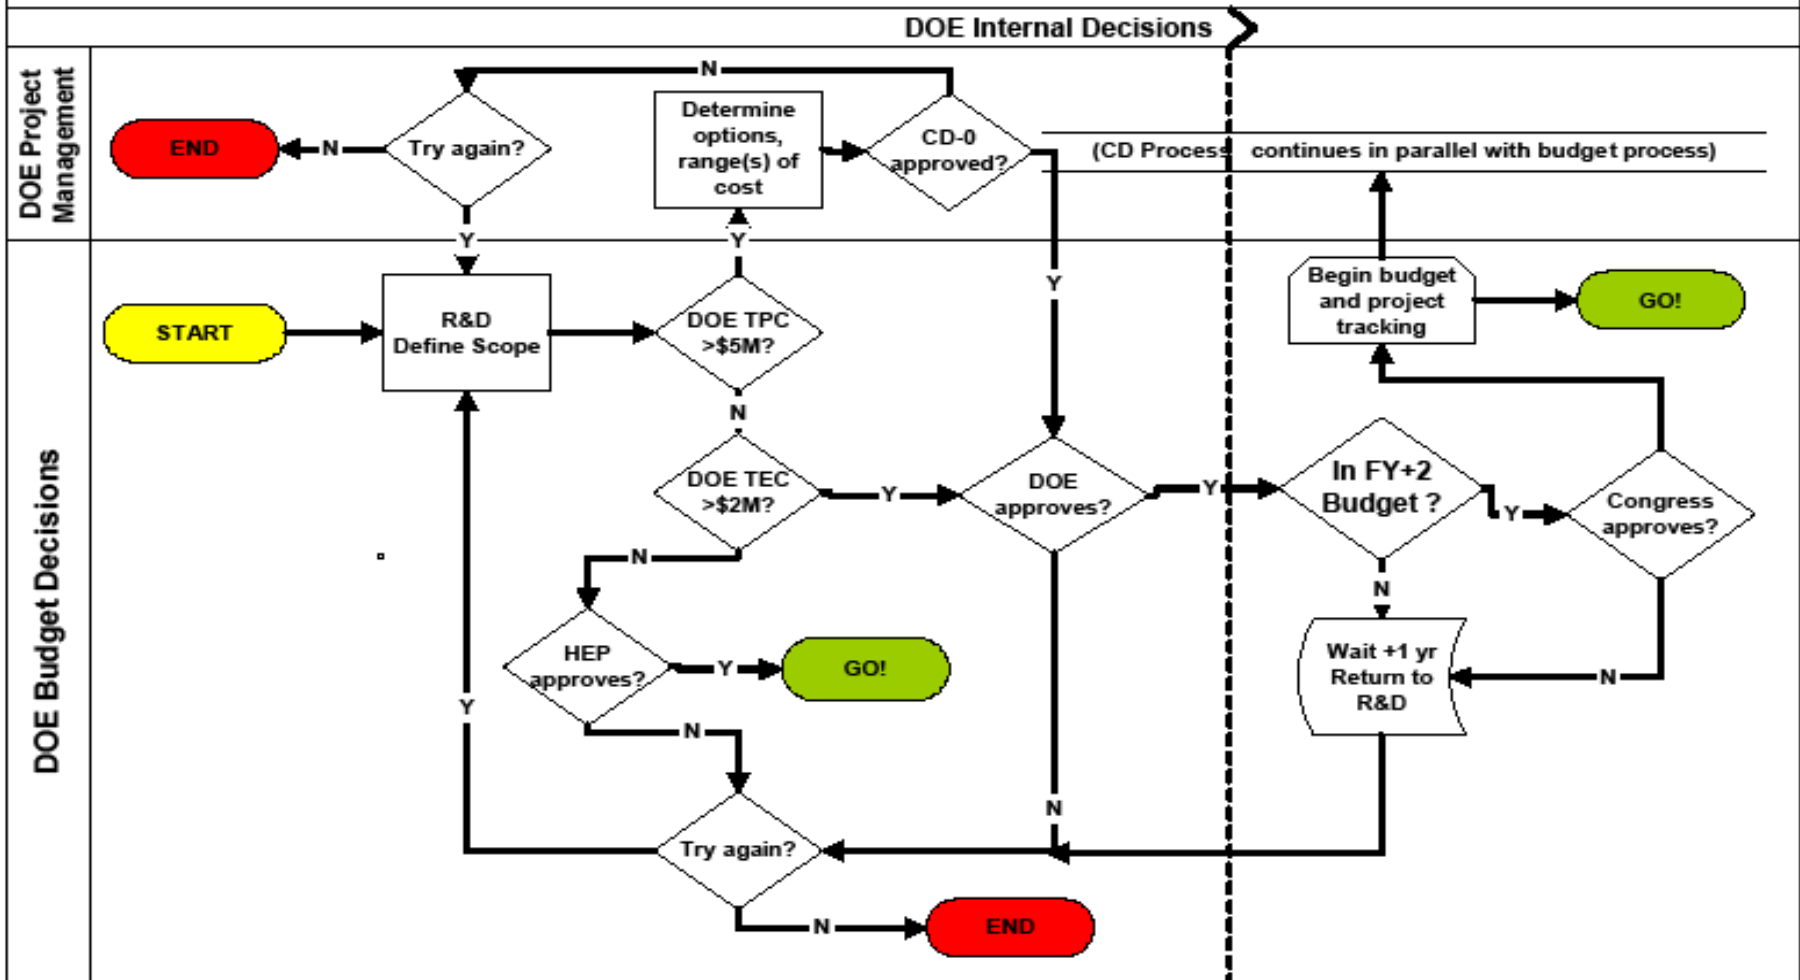 DOE Internal Decisions
DOE Project
Management
N
Determine
options,
range(s) of
cost
CD-0
approved?
Try again?
N
END
(CD Process continues in parallel with budget process)
Y
Y
Y
Begin budget
and project
tracking
GO!
START
R&D
Define Scope
DOE TPC
>$5M?
N
DOE Budget Decisions
DOE TEC
>$2M?
Y
DOE
approves?
Y
In FY+2
Budget ?
Y
Congress
approves?
N
N
HEP
approves?
Y
GO!
Wait +1 yr
Return to
R&D
N
Y
N
N
Try again?
N
END